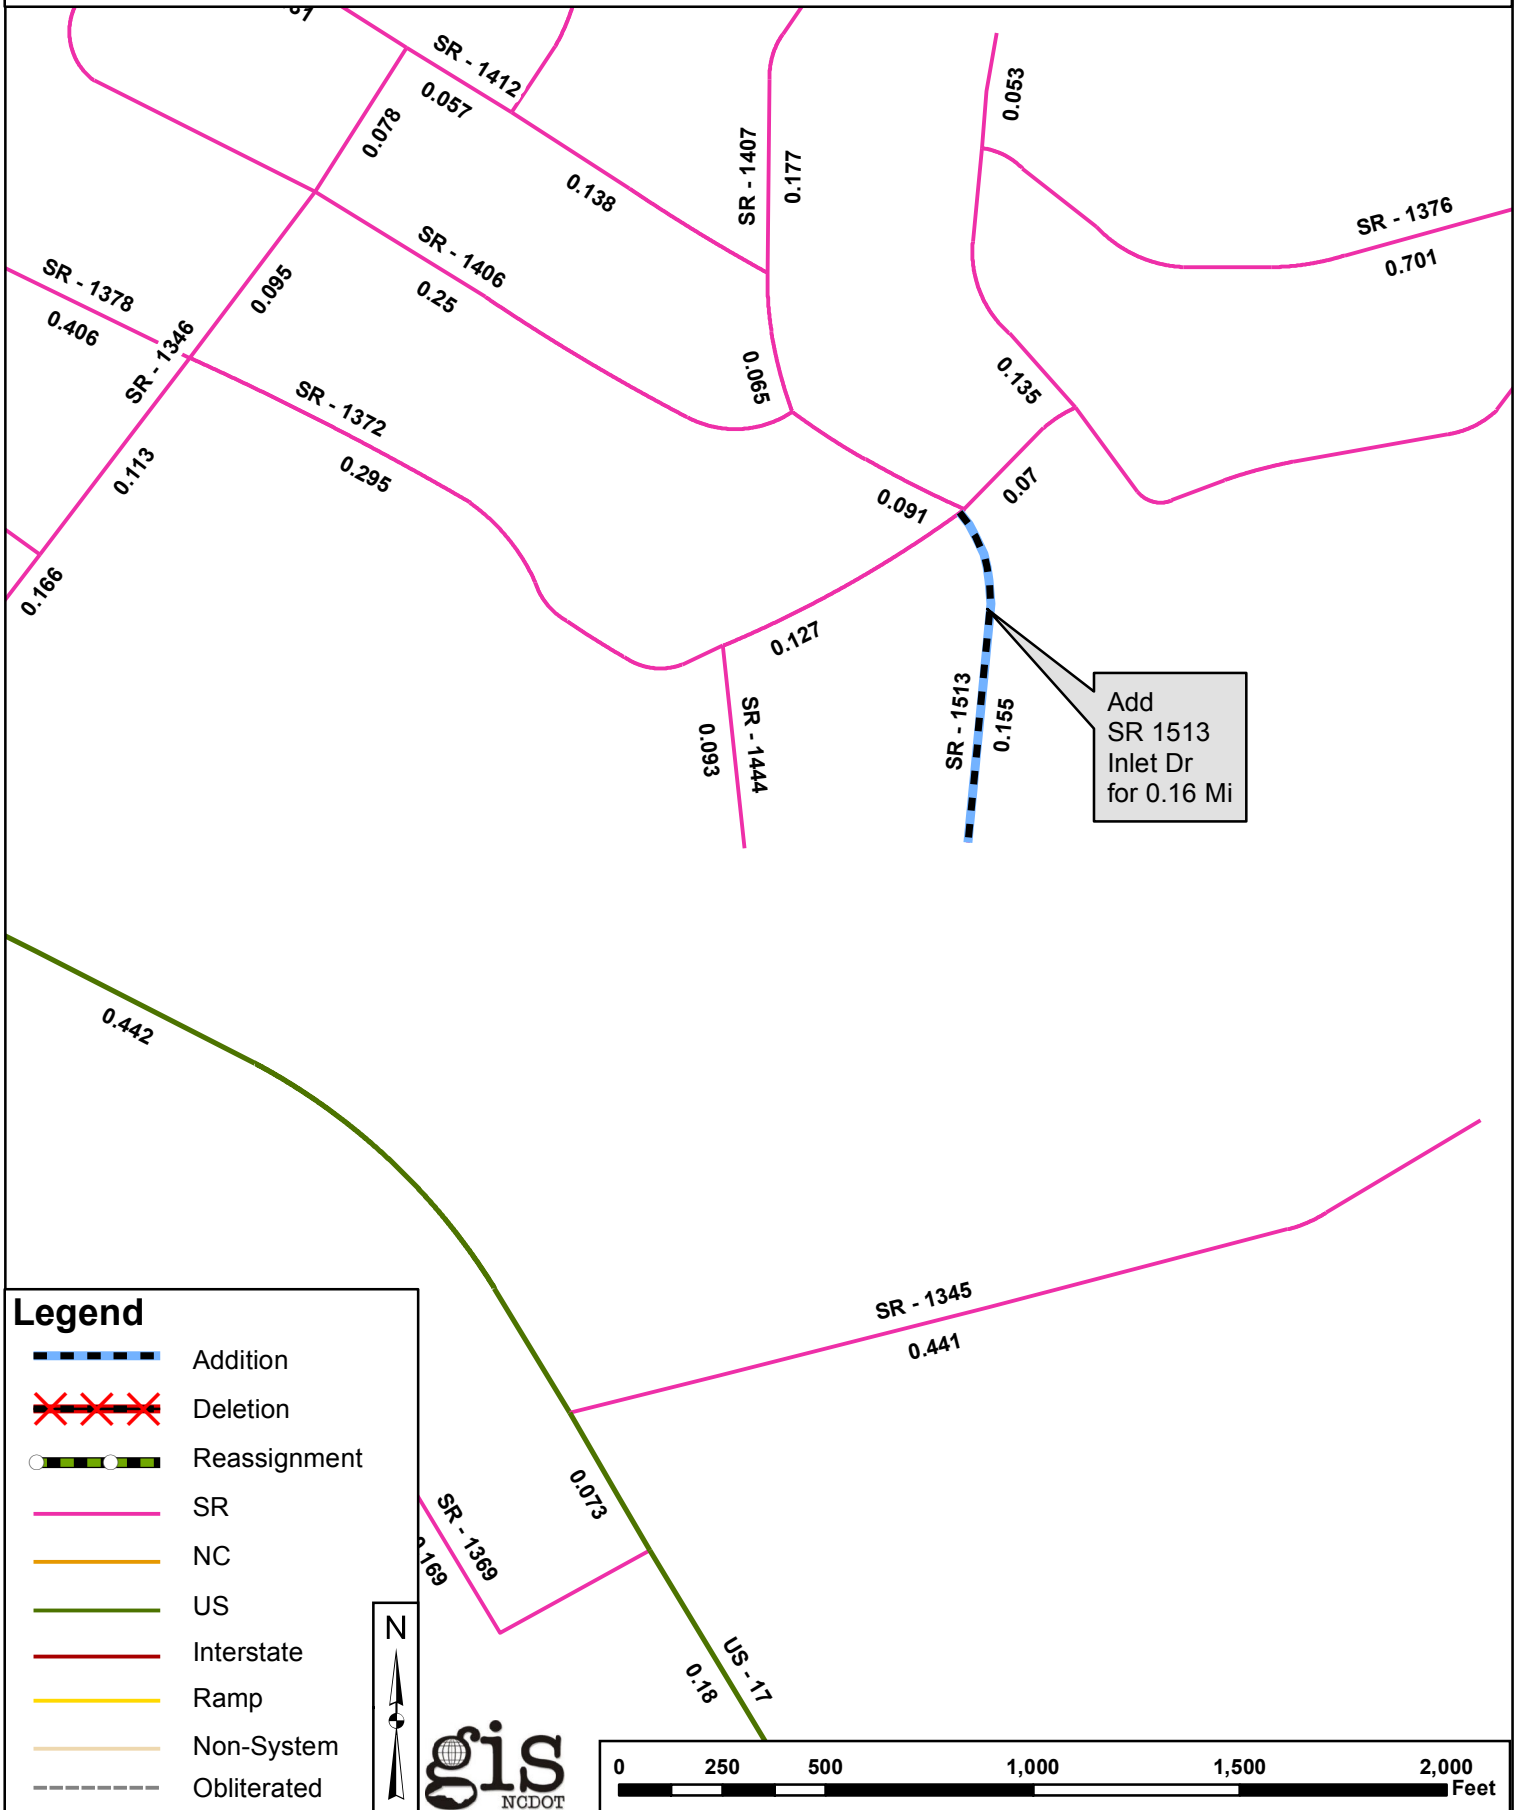 SR - 1412
0.057
0.078
0.138
SR - 1407
0.177
0.053
SR - 1376
0.701
SR - 1406
0.25
0.095
SR - 1378
0.406
SR - 1346
0.065
0.135
SR - 1372
0.295
0.113
0.07
0.091
0.166
0.127
SR - 1444
0.093
SR - 1513
0.155
Add
SR 1513
Inlet Dr
for 0.16 Mi
0.442
SR - 1345
0.441
0.073
SR - 1369
US - 17
0.18
Legend
Addition
Deletion
Reassignment
SR
NC
US
Interstate
Ramp
Non-System
Obliterated
N
gis
NCDOT
0 250 500 1,000 1,500 2,000
Feet